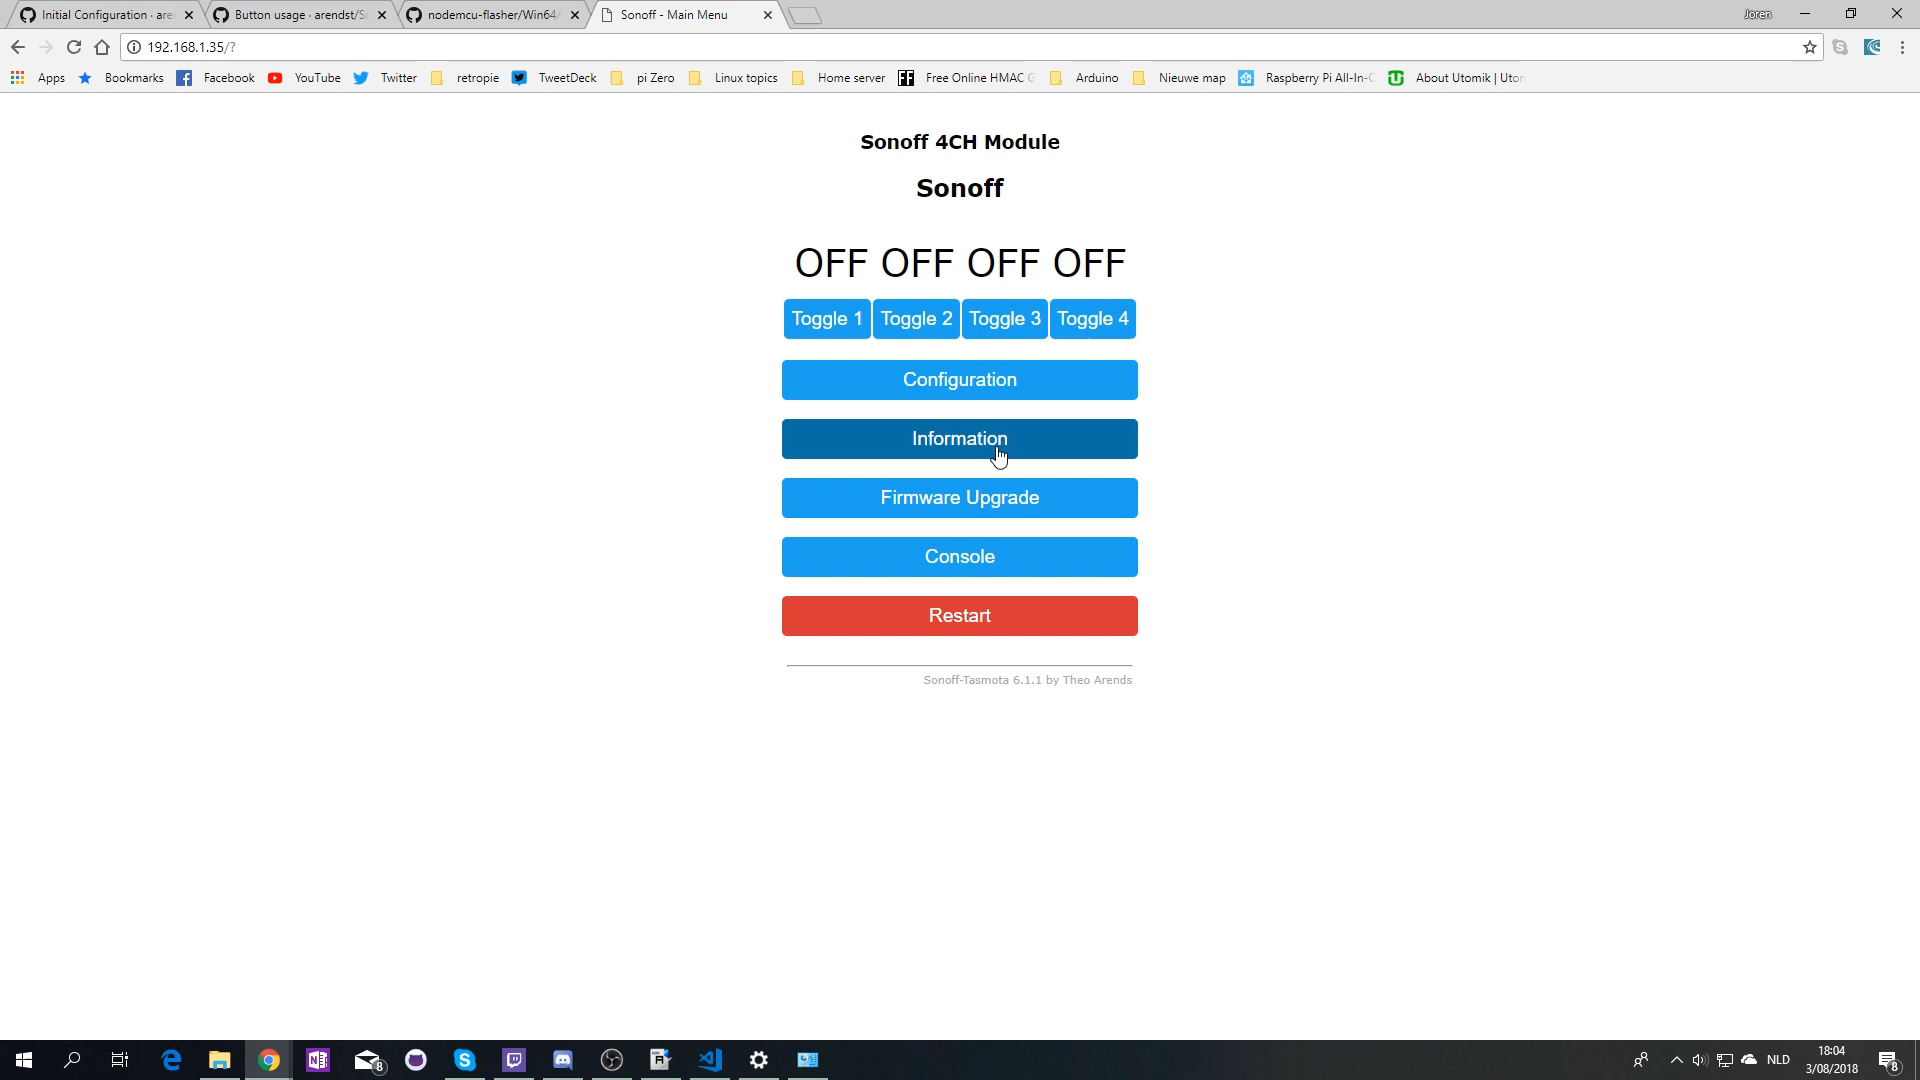 Initial Configuration · are
Button usage · arendst/S
nodemcu-flasher/Win64/
Sonoff - Main Menu
Joren
192.168.1.35/?
Apps
Bookmarks
Facebook
YouTube
Twitter
retropie
TweetDeck
pi Zero
Linux topics
Home server
Free Online HMAC G
Arduino
Nieuwe map
Raspberry Pi All-In-C
About Utomik | Uton
Sonoff 4CH Module
Sonoff
OFF OFF OFF OFF
Toggle 1 Toggle 2 Toggle 3 Toggle 4
Configuration
Information
Firmware Upgrade
Console
Restart
Sonoff-Tasmota 6.1.1 by Theo Arends
8
NLD
18:04
3/08/2018
8